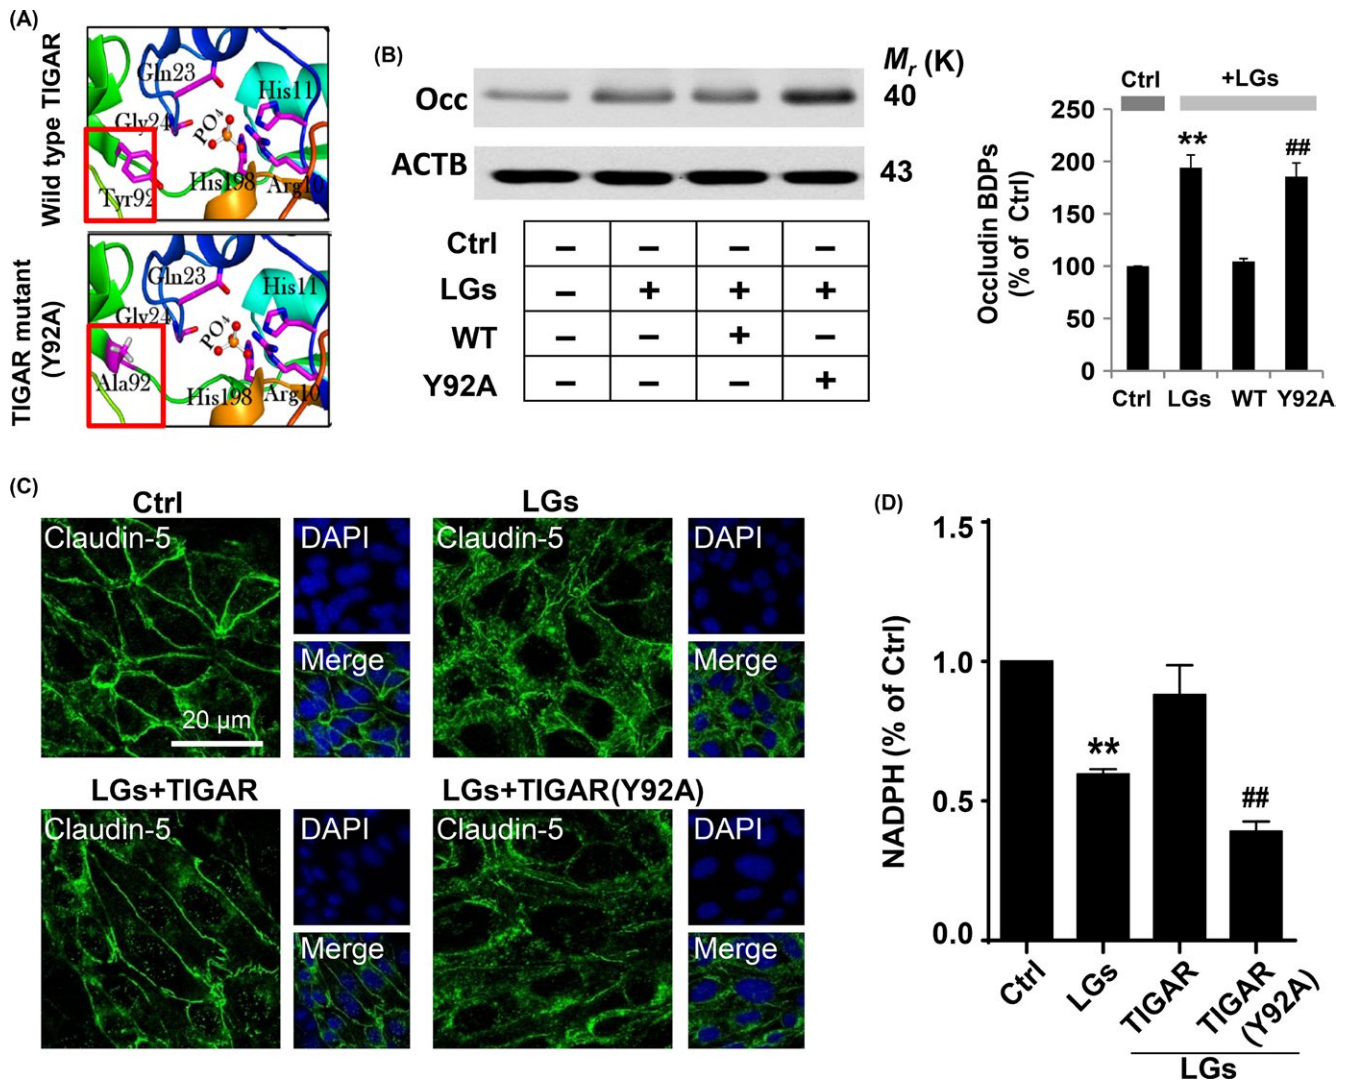 (A)
Wild type TIGAR
Gln23
His11
Gly24
PO4
Tyr92
His198
Arg10
TIGAR mutant
(Y92A)
Gln23
His11
Gly24
PO4
Ala92
His198
Arg10
(B)
Mr (K)
Occ
40
ACTB
43
Ctrl – – – –
LGs – + + +
WT – – + –
Y92A – – – +
Ctrl +LGs
Occludin BDPs
(% of Ctrl)
250
200
150
100
50
0
**
##
Ctrl LGs WT Y92A
(C)
Ctrl
Claudin-5
DAPI
Merge
20 µm
LGs
Claudin-5
DAPI
Merge
LGs+TIGAR
Claudin-5
DAPI
Merge
LGs+TIGAR(Y92A)
Claudin-5
DAPI
Merge
(D)
NADPH (% of Ctrl)
1.5
1.0
0.5
0.0
**
##
Ctrl
LGs
TIGAR
TIGAR
(Y92A)
LGs